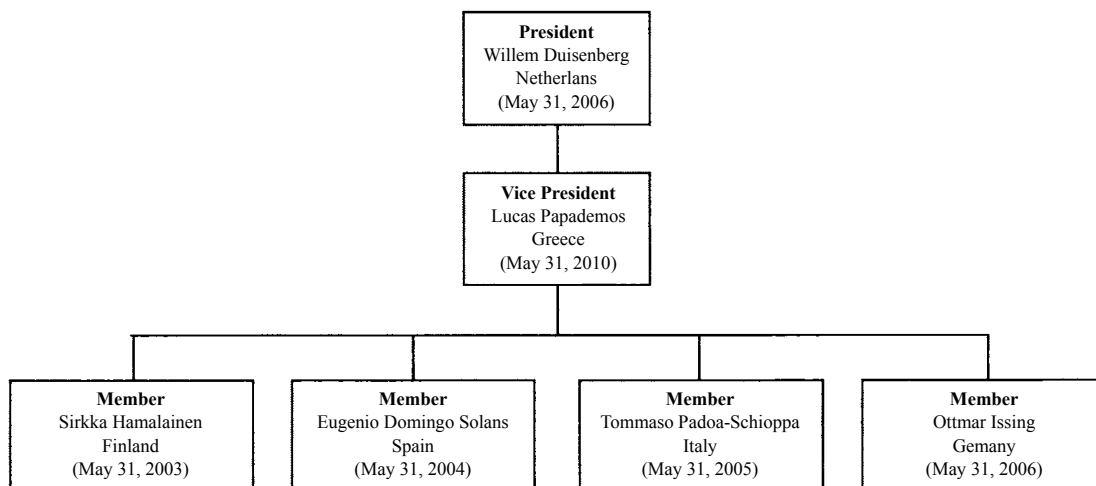 President
Willem Duisenberg
Netherlans
(May 31, 2006)
Vice President
Lucas Papademos
Greece
(May 31, 2010)
Member
Sirkka Hamalainen
Finland
(May 31, 2003)
Member
Eugenio Domingo Solans
Spain
(May 31, 2004)
Member
Tommaso Padoa-Schioppa
Italy
(May 31, 2005)
Member
Ottmar Issing
Gemany
(May 31, 2006)